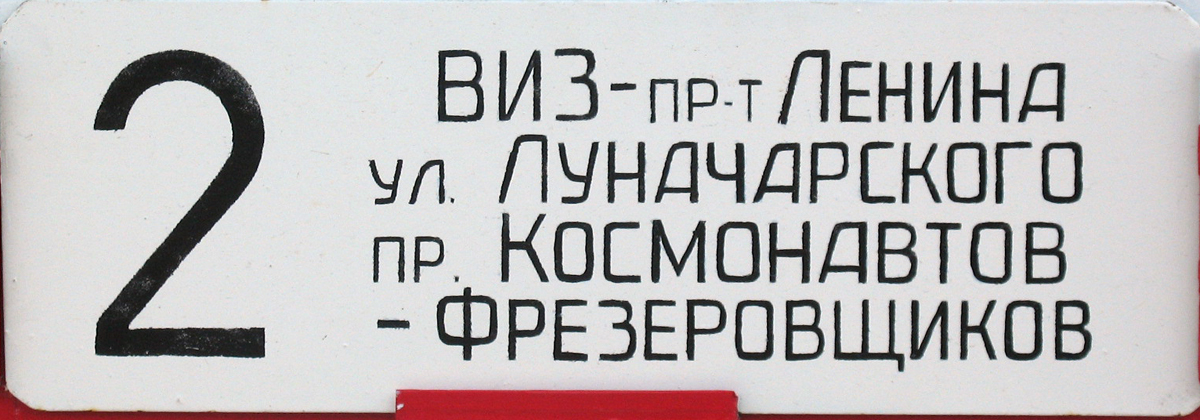 2
ВИЗ-ПР-Т ЛЕНИНА
УЛ. ЛУНАЧАРСКОГО
ПР. КОСМОНАВТОВ
-ФРЕЗЕРОВЩИКОВ